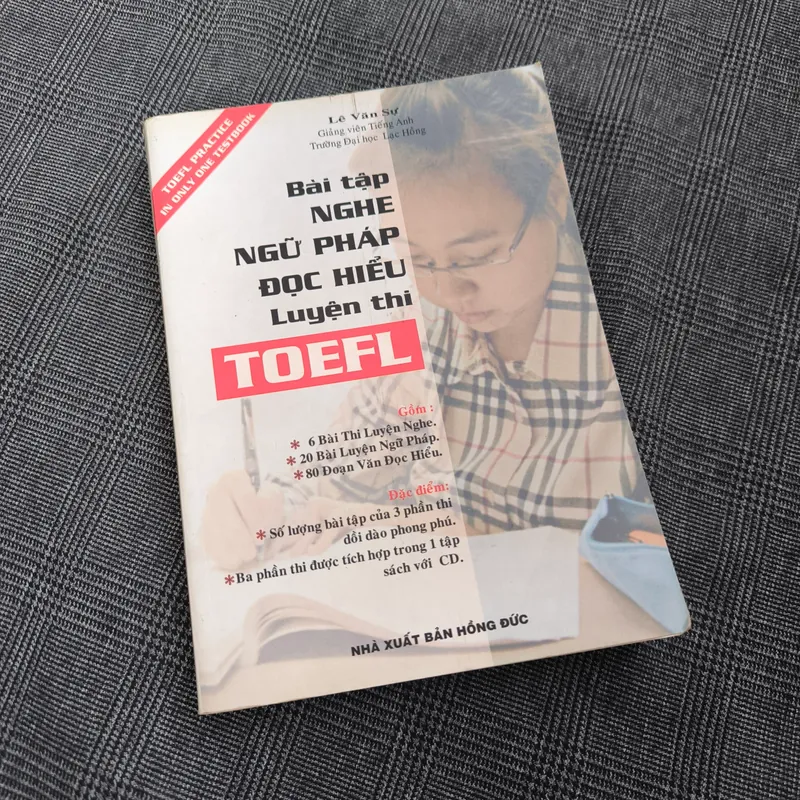 TOEFL PRACTICE
IN ONLY ONE TESTBOOK
Lê Văn Sự
Giảng viên Tiếng Anh
Trường Đại học Lạc Hồng
Bài tập
NGHE
NGỮ PHÁP
ĐỌC HIỂU
Luyện thi
TOEFL
Gồm :
* 6 Bài Thi Luyện Nghe.
* 20 Bài Luyện Ngữ Pháp.
* 80 Đoạn Văn Đọc Hiểu.
Đặc điểm:
* Số lượng bài tập của 3 phần thi
dồi dào phong phú.
* Ba phần thi được tích hợp trong 1 tập
sách với CD.
NHÀ XUẤT BẢN HỒNG ĐỨC